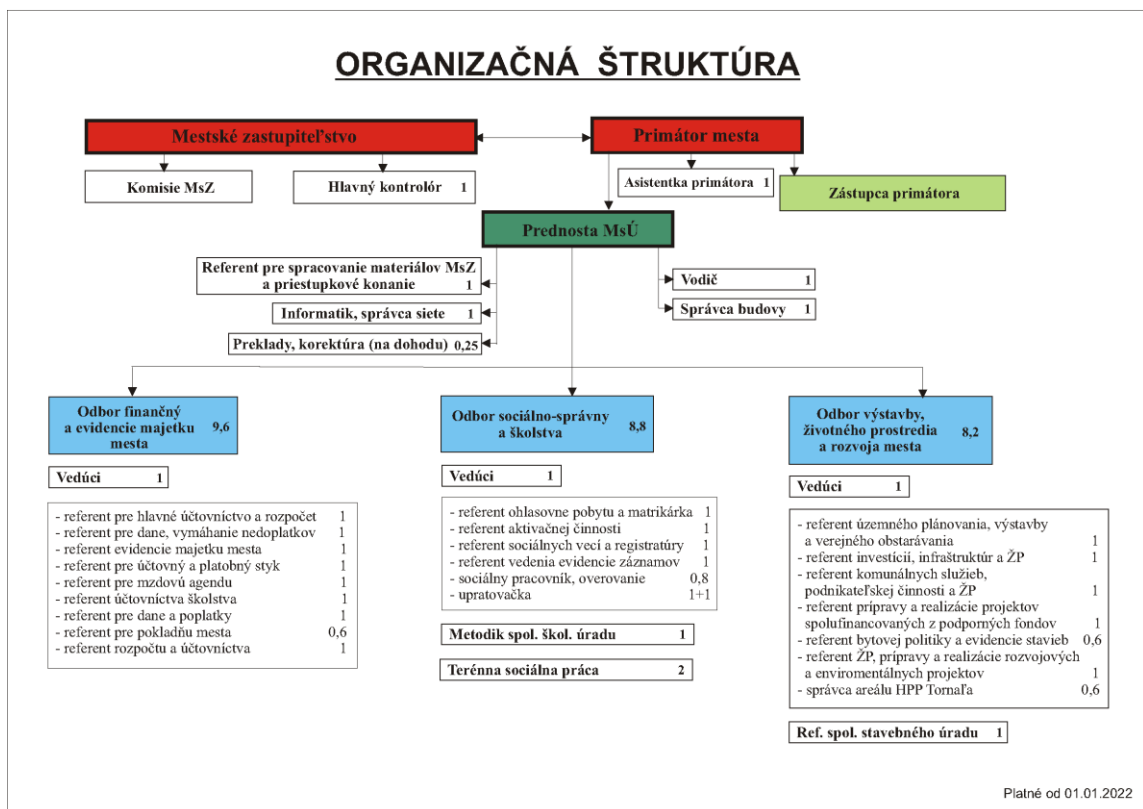 ORGANIZAČNÁ ŠTRUKTÚRA
Mestské zastupiteľstvo
Primátor mesta
Komisie MsZ
Hlavný kontrolór 1
Asistentka primátora 1
Zástupca primátora
Prednosta MsÚ
Referent pre spracovanie materiálov MsZ
a priestupkové konanie 1
Informatik, správca siete 1
Preklady, korektúra (na dohodu) 0,25
Vodič 1
Správca budovy 1
Odbor finančný
a evidencie majetku 9,6
mesta
Vedúci 1
- referent pre hlavné účtovníctvo a rozpočet 1
- referent pre dane, vymáhanie nedoplatkov 1
- referent evidencie majetku mesta 1
- referent pre účtovný a platobný styk 1
- referent pre mzdovú agendu 1
- referent účtovníctva školstva 1
- referent pre dane a poplatky 1
- referent pre pokladňu mesta 0,6
- referent rozpočtu a účtovníctva 1
Odbor sociálno-správny
a školstva 8,8
Vedúci 1
- referent ohlasovne pobytu a matrikárka 1
- referent aktivačnej činnosti 1
- referent sociálnych vecí a registratúry 1
- referent vedenia evidencie záznamov 1
- sociálny pracovník, overovanie 0,8
- upratovačka 1+1
Metodik spol. škol. úradu 1
Terénna sociálna práca 2
Odbor výstavby,
životného prostredia 8,2
a rozvoja mesta
Vedúci 1
- referent územného plánovania, výstavby
a verejného obstarávania 1
- referent investícií, infraštruktúr a ŽP 1
- referent komunálnych služieb,
podnikateľskej činnosti a ŽP 1
- referent prípravy a realizácie projektov
spolufinancovaných z podporných fondov 1
- referent bytovej politiky a evidencie stavieb 0,6
- referent ŽP, prípravy a realizácie rozvojových
a enviromentálnych projektov 1
- správca areálu HPP Tornaľa 0,6
Ref. spol. stavebného úradu 1
Platné od 01.01.2022